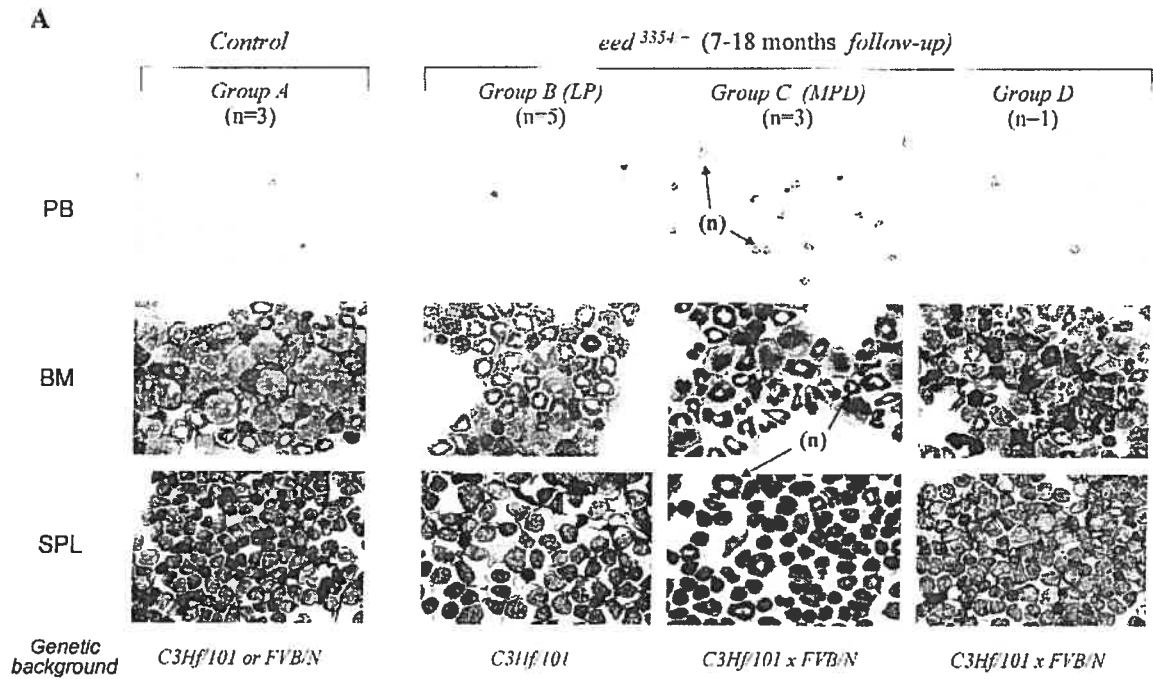 A
Control
eed 3354 - (7-18 months follow-up)
Group A
(n=3)
Group B (LP)
(n=5)
Group C (MPD)
(n=3)
Group D
(n–1)
PB
(n)
BM
(n)
SPL
Genetic
background
C3Hf/101 or FVB/N
C3Hf/101
C3Hf/101 x FVB/N
C3Hf/101 x FVB/N